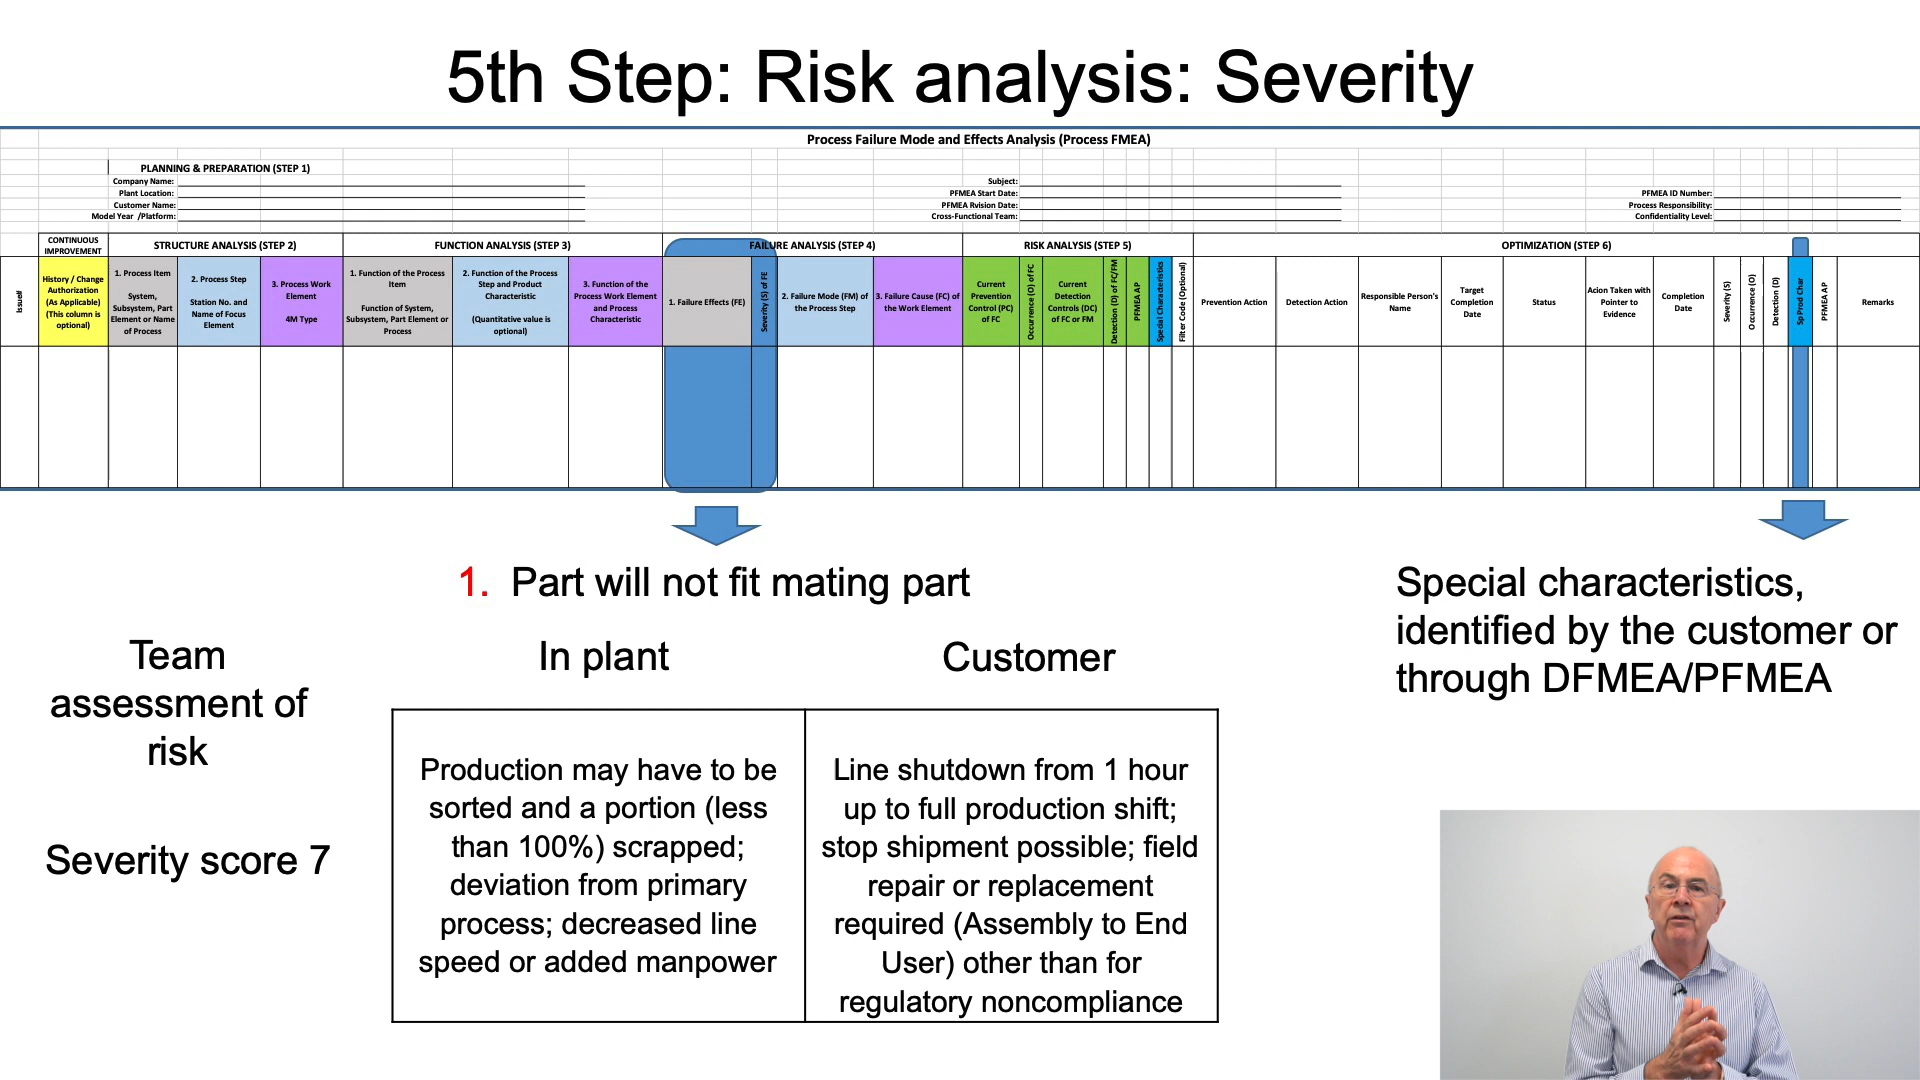 5th Step: Risk analysis: Severity
Process Failure Mode and Effects Analysis (Process FMEA)
PLANNING & PREPARATION (STEP 1)
Company Name:
Plant Location:
Customer Name:
Model Year /Platform:
Subject:
PFMEA Start Date:
PFMEA Rvision Date:
Cross-Functional Team:
PFMEA ID Number:
Process Responsibility:
Confidentiality Level:
CONTINUOUS
IMPROVEMENT
STRUCTURE ANALYSIS (STEP 2)
FUNCTION ANALYSIS (STEP 3)
FAILURE ANALYSIS (STEP 4)
RISK ANALYSIS (STEP 5)
OPTIMIZATION (STEP 6)
Issue#
History / Change
Authorization
(As Applicable)
(This column is
optional)
1. Process Item
System,
Subsystem, Part
Element or Name
of Process
2. Process Step
Station No. and
Name of Focus
Element
3. Process Work
Element
4M Type
1. Function of the Process
Item
Function of System,
Subsystem, Part Element or
Process
2. Function of the Process
Step and Product
Characteristic
(Quantitative value is
optional)
3. Function of the
Process Work Element
and Process
Characteristic
1. Failure Effects (FE)
Severity (S) of FE
2. Failure Mode (FM) of
the Process Step
3. Failure Cause (FC) of
the Work Element
Current
Prevention
Control (PC)
of FC
Occurrence (O) of FC
Current
Detection
Controls (DC)
of FC or FM
Detection (D) of FC/FM
PFMEA AP
Special Characteristics
Filter Code (Optional)
Prevention Action
Detection Action
Responsible Person's
Name
Target
Completion
Date
Status
Acion Taken with
Pointer to
Evidence
Completion
Date
Severity (S)
Occurrence (O)
Detection (D)
Sp Prod Char
PFMEA AP
Remarks
1. Part will not fit mating part
Special characteristics,
identified by the customer or
through DFMEA/PFMEA
Team
assessment of
risk
Severity score 7
In plant
Customer
Production may have to be
sorted and a portion (less
than 100%) scrapped;
deviation from primary
process; decreased line
speed or added manpower
Line shutdown from 1 hour
up to full production shift;
stop shipment possible; field
repair or replacement
required (Assembly to End
User) other than for
regulatory noncompliance